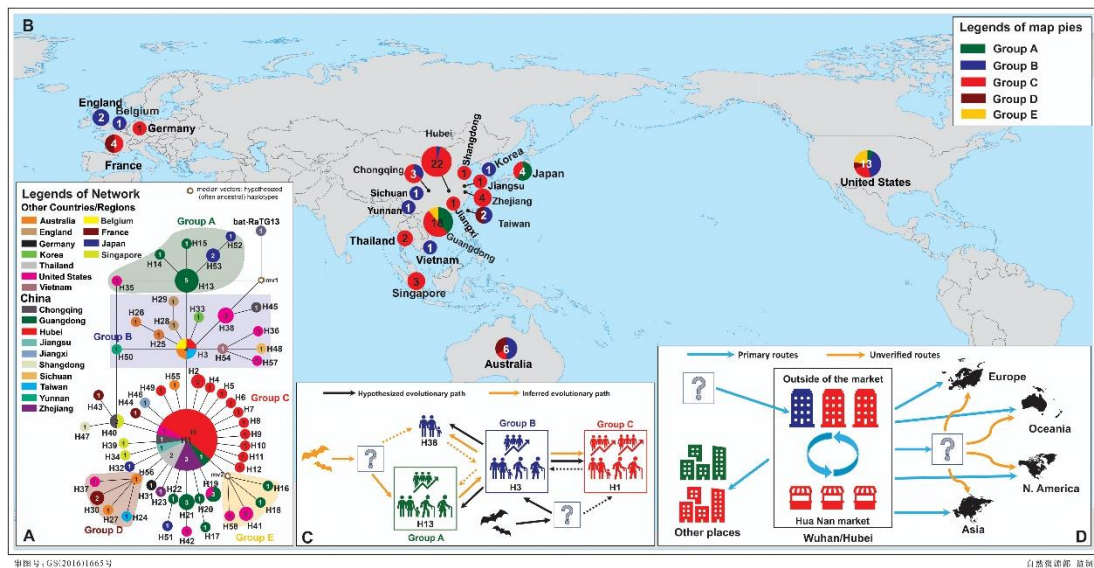 B
Legends of map pies
Group A
Group B
Group C
Group D
Group E
England
2
Belgium
1
1
Germany
4
France
Hubei
22
Shangdong
1
Korea
1
Chongqing
3
4
Japan
1
Jiangsu
Sichuan
1
4
Zhejiang
Yunnan
1
1
Jiangxi
2
Taiwan
18
Guangdong
Thailand
2
1
Vietnam
3
Singapore
6
Australia
13
United States
Legends of Network
Other Countries/Regions
median vectors: hypothesized
(often ancestral) haplotypes
Australia
Belgium
England
France
Germany
Japan
Korea
Singapore
Thailand
United States
Vietnam
China
Chongqing
Guangdong
Hubei
Jiangsu
Jiangxi
Shangdong
Sichuan
Taiwan
Yunnan
Zhejiang
Group A
bat-RaTG13
H15
H52
H14
H53
H13
H35
mv1
H29
H33
H45
H26
H28
H38
H36
Group B
H25
H3
H54
H48
H50
H57
H2
H55
H4
H49
H5
Group C
H46
H6
H43
H44
H7
H8
H40
H1
H9
H47
H39
H10
H34
H11
H32
H12
H56
mv2
H37
H31
H22
H19
H16
H23
H20
H18
H30
H21
H27
H24
H17
H58
H41
Group D
H51
H42
Group E
A
Hypothesized evolutionary path
Inferred evolutionary path
H38
Group B
Group C
?
H3
H1
H13
?
Group A
C
Primary routes
Unverified routes
?
Outside of the market
Europe
Oceania
?
N. America
Other places
Hua Nan market
Asia
Wuhan/Hubei
D
审图号：GS(2016)1665号
自然资源部 监制